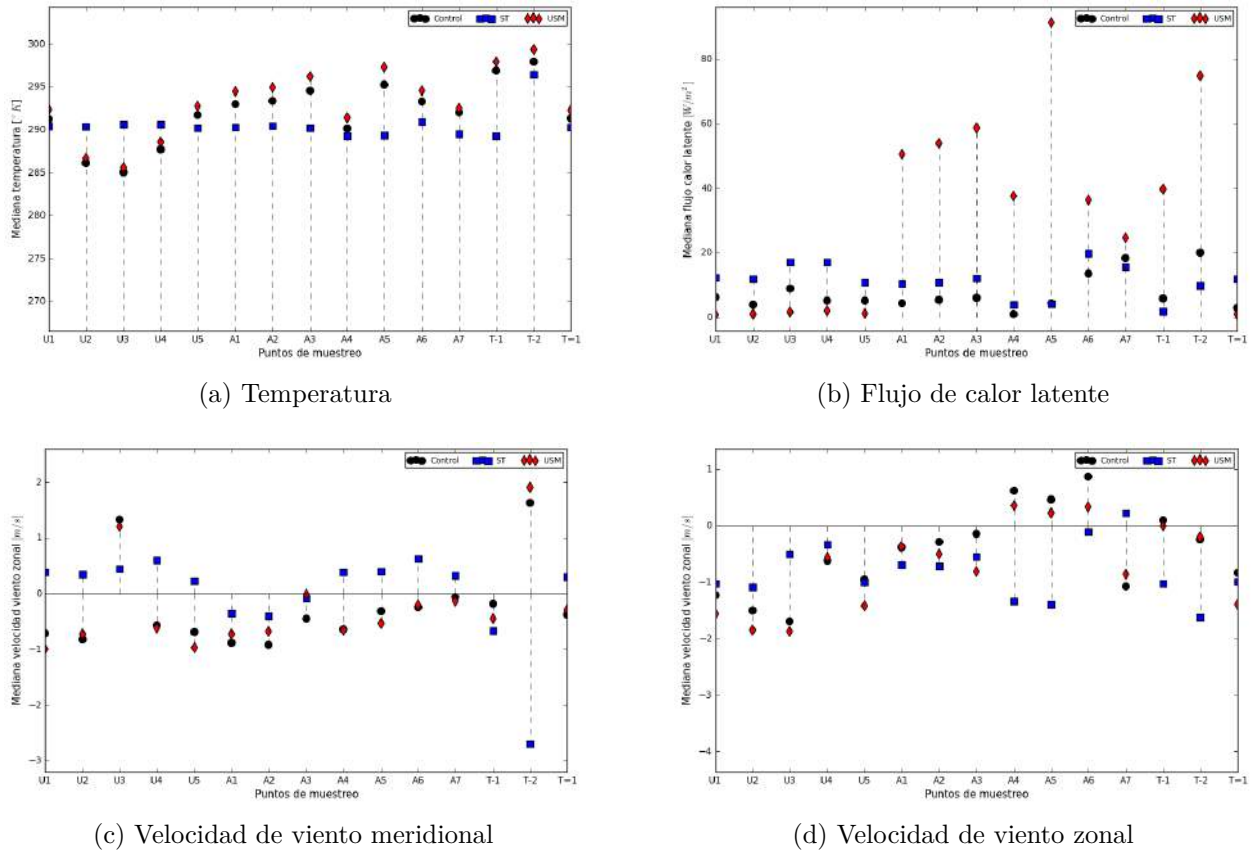 Control ST USM
Mediana temperatura [°K]
300
295
290
285
280
275
270
U1 U2 U3 U4 U5 A1 A2 A3 A4 A5 A6 A7 T-1 T-2 T=1
Puntos de muestreo
(a) Temperatura
Control ST USM
Mediana flujo calor latente [W/m²]
80
60
40
20
0
U1 U2 U3 U4 U5 A1 A2 A3 A4 A5 A6 A7 T-1 T-2 T=1
Puntos de muestreo
(b) Flujo de calor latente
Control ST USM
Mediana velocidad viento zonal [m/s]
2
1
0
−1
−2
−3
U1 U2 U3 U4 U5 A1 A2 A3 A4 A5 A6 A7 T-1 T-2 T=1
Puntos de muestreo
(c) Velocidad de viento meridional
Control ST USM
Mediana velocidad viento zonal [m/s]
1
0
−1
−2
−3
−4
U1 U2 U3 U4 U5 A1 A2 A3 A4 A5 A6 A7 T-1 T-2 T=1
Puntos de muestreo
(d) Velocidad de viento zonal